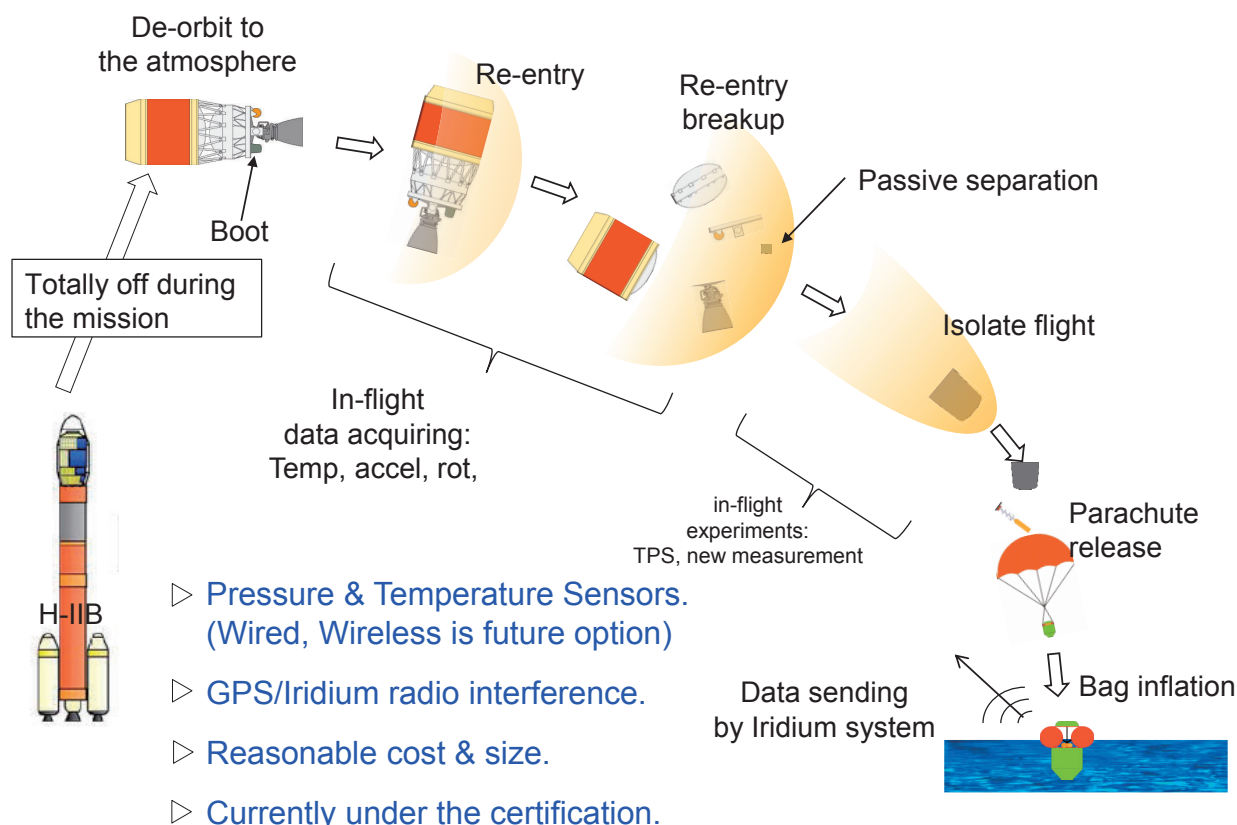 De-orbit to
the atmosphere
Re-entry
Re-entry
breakup
Passive separation
Boot
Totally off during
the mission
Isolate flight
In-flight
data acquiring:
Temp, accel, rot,
in-flight
experiments:
TPS, new measurement
Parachute
release
H-IIB
▷ Pressure & Temperature Sensors.
(Wired, Wireless is future option)
▷ GPS/Iridium radio interference.
▷ Reasonable cost & size.
▷ Currently under the certification.
Data sending
by Iridium system
Bag inflation